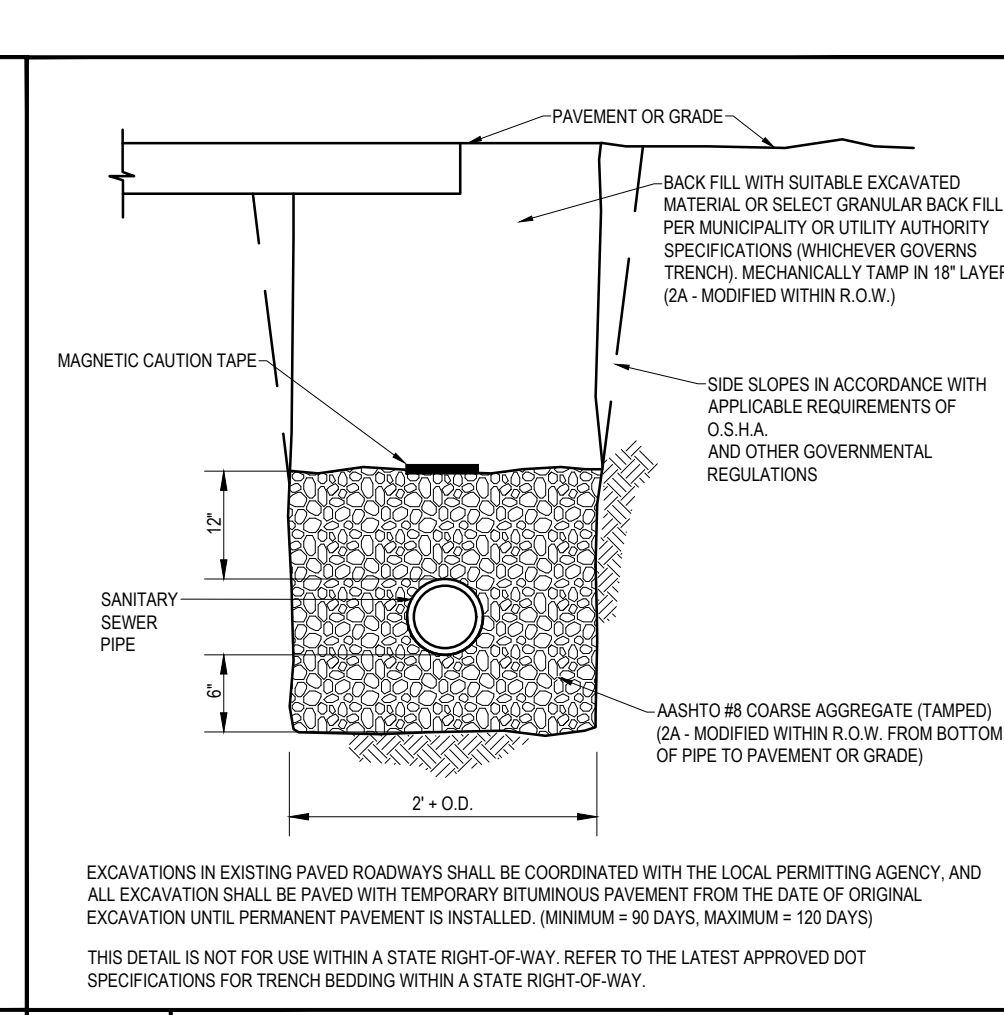 PAVEMENT OR GRADE
BACK FILL WITH SUITABLE EXCAVATED
MATERIAL OR SELECT GRANULAR BACK FILL
PER MUNICIPALITY OR UTILITY AUTHORITY
SPECIFICATIONS (WHICHEVER GOVERNS
TRENCH). MECHANICALLY TAMP IN 18" LAYER
(2A - MODIFIED WITHIN R.O.W.)
MAGNETIC CAUTION TAPE
SIDE SLOPES IN ACCORDANCE WITH
APPLICABLE REQUIREMENTS OF
O.S.H.A.
AND OTHER GOVERNMENTAL
REGULATIONS
12"
SANITARY
SEWER
PIPE
6"
AASHTO #8 COARSE AGGREGATE (TAMPED)
(2A - MODIFIED WITHIN R.O.W. FROM BOTTOM
OF PIPE TO PAVEMENT OR GRADE)
2' + O.D.
EXCAVATIONS IN EXISTING PAVED ROADWAYS SHALL BE COORDINATED WITH THE LOCAL PERMITTING AGENCY, AND
ALL EXCAVATION SHALL BE PAVED WITH TEMPORARY BITUMINOUS PAVEMENT FROM THE DATE OF ORIGINAL
EXCAVATION UNTIL PERMANENT PAVEMENT IS INSTALLED. (MINIMUM = 90 DAYS, MAXIMUM = 120 DAYS)
THIS DETAIL IS NOT FOR USE WITHIN A STATE RIGHT-OF-WAY. REFER TO THE LATEST APPROVED DOT
SPECIFICATIONS FOR TRENCH BEDDING WITHIN A STATE RIGHT-OF-WAY.